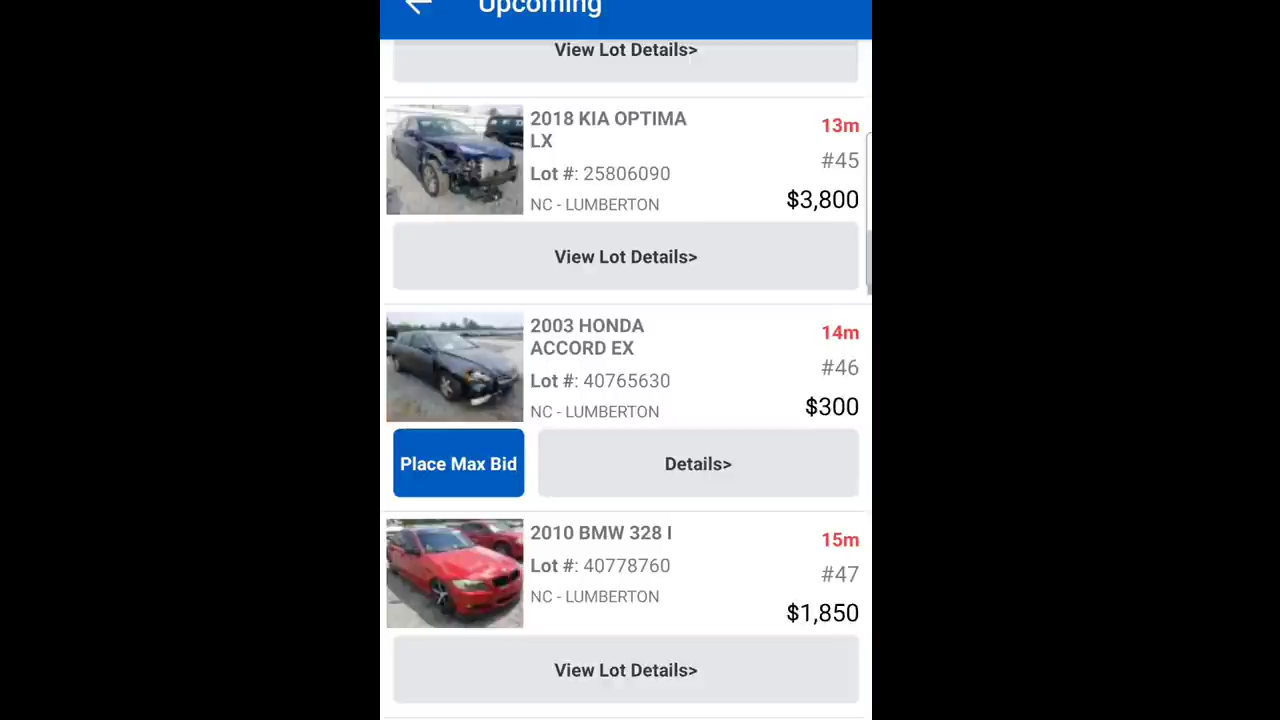 Upcoming
View Lot Details>
2018 KIA OPTIMA
LX
13m
#45
Lot #: 25806090
$3,800
NC - LUMBERTON
View Lot Details>
2003 HONDA
ACCORD EX
14m
#46
Lot #: 40765630
$300
NC - LUMBERTON
Place Max Bid
Details>
2010 BMW 328 I
15m
Lot #: 40778760
#47
NC - LUMBERTON
$1,850
View Lot Details>